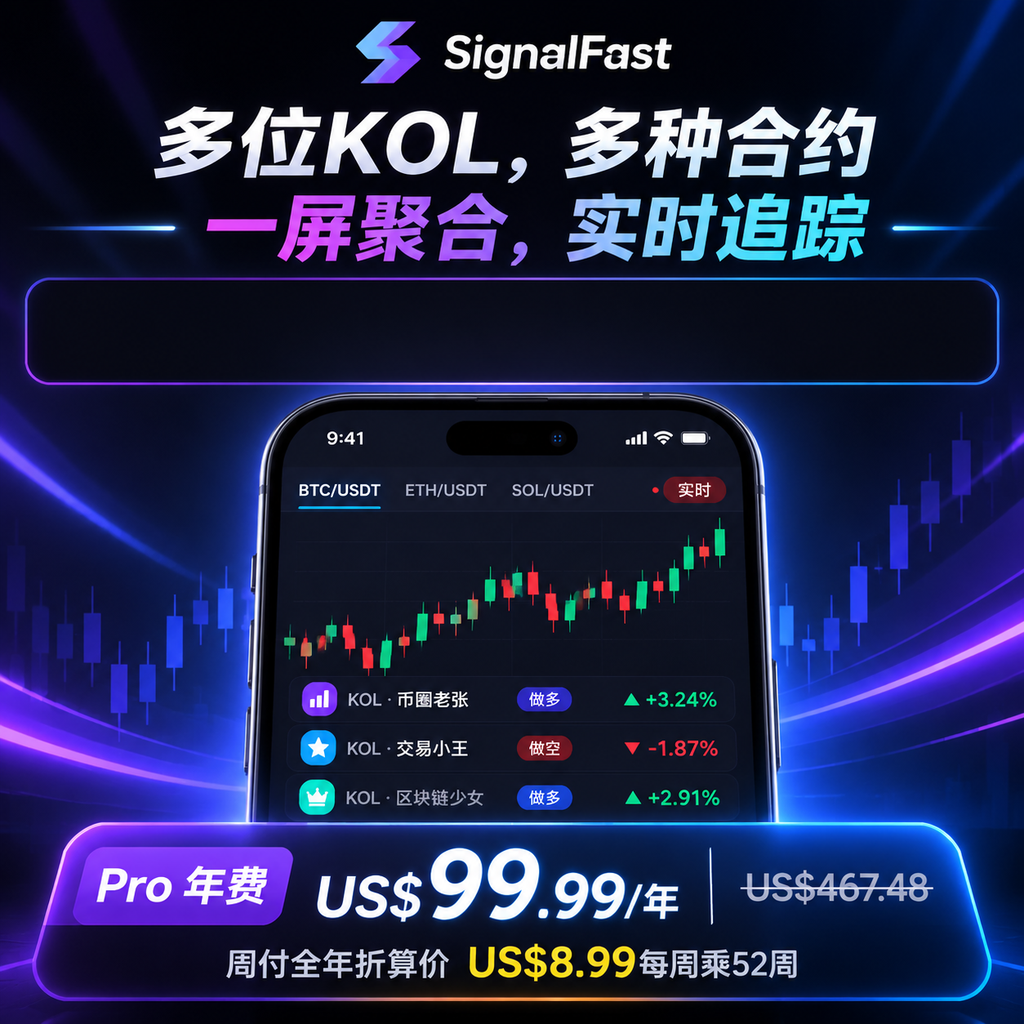 SignalFast
多位KOL，多种合约
一屏聚合，实时追踪
9:41
BTC/USDT ETH/USDT SOL/USDT 实时
KOL · 币圈老张 做多 ▲ +3.24%
KOL · 交易小王 做空 ▼ -1.87%
KOL · 区块链少女 做多 ▲ +2.91%
Pro 年费 US$99.99/年 US$467.48
周付全年折算价 US$8.99每周乘52周